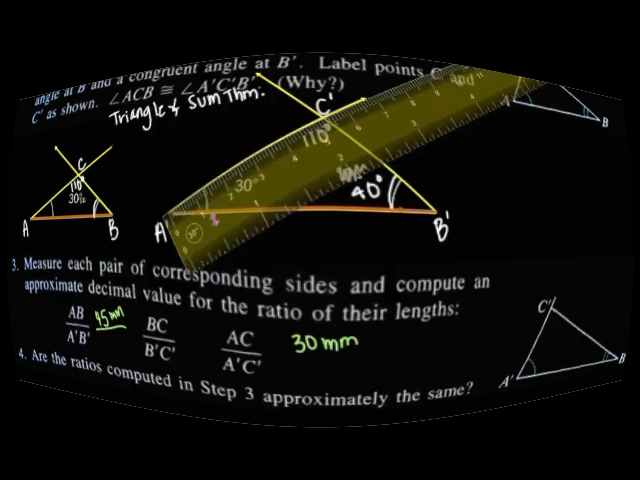 angle at B and a congruent angle at B'. Label points C and
C' as shown. ∠ACB ≅ ∠A'C'B' (Why?)
Triangle Sum Thm.
C'
110°
30°
40°
A'
B'
C
110°
A
B
B
3. Measure each pair of corresponding sides and compute an
approximate decimal value for the ratio of their lengths:
AB
A'B'
45mm
BC
B'C'
AC
A'C'
30mm
4. Are the ratios computed in Step 3 approximately the same?
C'
A'
B